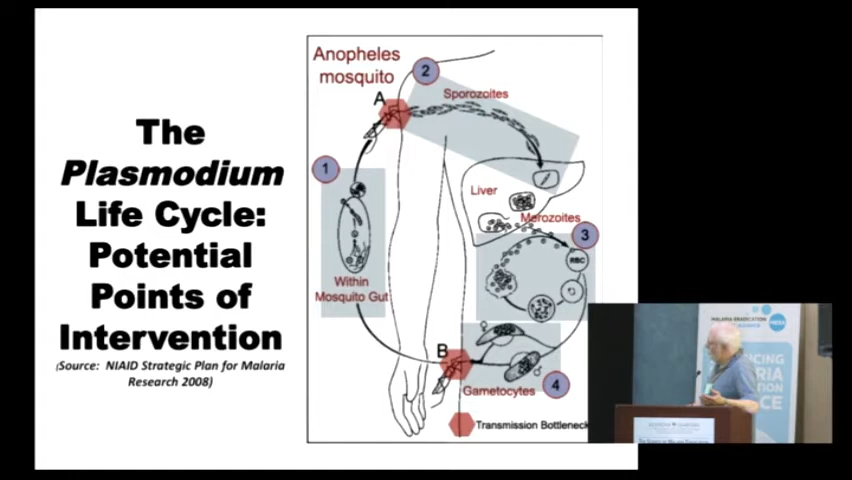 The
Plasmodium
Life Cycle:
Potential
Points of
Intervention
(Source: NIAID Strategic Plan for Malaria
Research 2008)
Anopheles
mosquito
2
A
Sporozoites
1
Liver
Merozoites
3
RBC
Within
Mosquito Gut
B
Gametocytes
4
Transmission Bottleneck
MALARIA ERADICATION
MESA